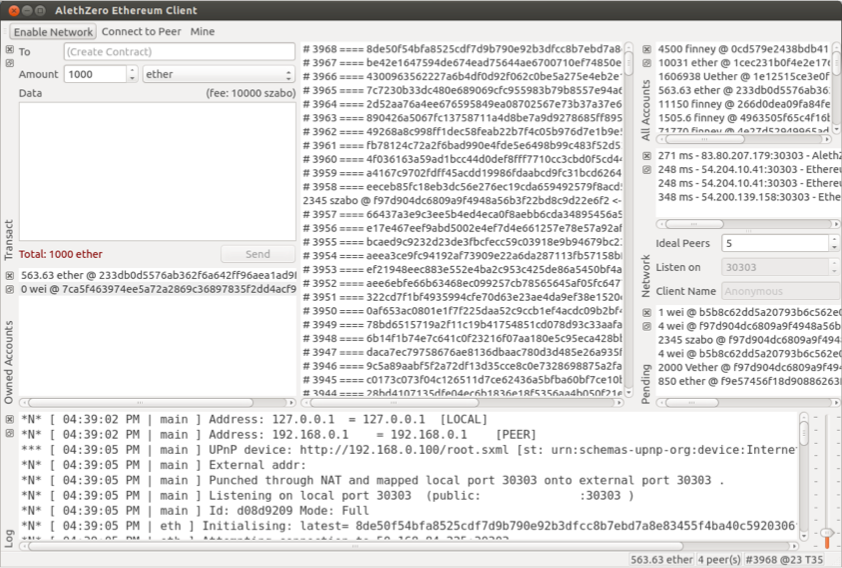 AlethZero Ethereum Client
Enable Network Connect to Peer Mine
To (Create Contract)
Amount 1000 ether
Data (fee: 10000 szabo)
Total: 1000 ether
Send
Transact
563.63 ether @ 233db0d5576ab362f6a642ff96aea1ad9
0 wei @ 7ca5f463974ee5a72a2869c36897835f2dd4acf9
Owned Accounts
# 3968 ==== 8de50f54bfa8525cdf7d9b790e92b3dfcc8b7ebd7a8
# 3967 ==== be42e1647594de674ead75644ae6700710ef74850e
# 3966 ==== 4300963562227a6b4df0d92f062c0be5a275e4eb2e
# 3965 ==== 7c7230b33dc480e689069cfc955983b79b8557e94a
# 3964 ==== 2d52aa76a4ee676595849ea08702567e73b37a37e6
# 3963 ==== 890426a5067fc13758711a4d8be7a9d9278685ff895
# 3962 ==== 49268a8c998ff1dec58feab22b7f4c05b976d7e1b9e
# 3961 ==== fb78124c72a2f6bad990e4fde5e6498b99c483f52d5
# 3960 ==== 4f036163a59ad1bcc44d0def8fff7710cc3cbd0f5cd4
# 3959 ==== a4167c9702fdff45acdd19986fdaabcd9fc31bcd6264
# 3958 ==== eeceb85fc18eb3dc56e276ec19cda659492579f8acd
2345 szabo @ f97d904dc6809a9f4948a56b3f22bd8c9d22e6f2 <-
# 3957 ==== 66437a3e9c3ee5b4ed4eca0f8aebb6cda34895456a5
# 3956 ==== e17e467eef9abd5002e4ef7d4e661257e78e57a92a
# 3955 ==== bcaed9c9232d23de3fbcfecc59c03918e9b94679bc2
# 3954 ==== aeea3ce9fc94192af73909e22a6da287113fb57158b
# 3953 ==== ef21948eec883e552e4ba2c953c425de86a5450bf4a
# 3952 ==== aee6ebfe66b63468ec099257cb78565645af05fc647
# 3951 ==== 322cd7f1bf4935994cfe70d63e23ae4da9ef38e1520
# 3950 ==== 0af653ac0801e1f7f225daa52c9ccb1ef4acdc09b2bf
# 3949 ==== 78bd6515719a2f11c19b41754851cd078d93c33aafa
# 3948 ==== 6b14f1b74e7c641c0f23216f07aa180e5c95eca428b
# 3947 ==== daca7ec79758676ae8136dbaac780d3d485e26a935
# 3946 ==== 9c5a89aabf5f2a72df13d35cce8c0e7328698875a2fa
# 3945 ==== c0173c073f04c126511d7ce62436a5bfba60bf7ce10
# 3944 ==== 28bd4107135dfe04ec6b1836e18f5356aa4b050f21e
4500 finney @ 0cd579e2438bdb41
10031 ether @ 1cec231b0f4e2e17
1606938 Uether @ 1e12515ce3e0f
563.63 ether @ 233db0d5576ab36
11150 finney @ 266d0dea09fa84fe
1505.6 finney @ 4963505f65c4f16
71770 finney @ 4e27d52949965ad
All Accounts
271 ms - 83.80.207.179:30303 - Aleth
248 ms - 54.204.10.41:30303 - Ethere
248 ms - 54.204.10.41:30303 - Ethere
348 ms - 54.200.139.158:30303 - Ethe
Ideal Peers 5
Listen on 30303
Client Name Anonymous
Network
1 wei @ b5b8c62dd5a20793b6c562e0
4 wei @ f97d904dc6809a9f4948a56b
2345 szabo @ f97d904dc6809a9f494
4 wei @ b5b8c62dd5a20793b6c562e0
2000 Vether @ f97d904dc6809a9f49
850 ether @ f9e57456f18d90886263
Pending
*N* [ 04:39:02 PM | main ] Address: 127.0.0.1 = 127.0.0.1 [LOCAL]
*N* [ 04:39:02 PM | main ] Address: 192.168.0.1 = 192.168.0.1 [PEER]
*** [ 04:39:05 PM | main ] UPnP device: http://192.168.0.100/root.sxml [st: urn:schemas-upnp-org:device:Interne
*N* [ 04:39:05 PM | main ] External addr:
*N* [ 04:39:05 PM | main ] Punched through NAT and mapped local port 30303 onto external port 30303 .
*N* [ 04:39:05 PM | main ] Listening on local port 30303 (public: :30303 )
*N* [ 04:39:05 PM | main ] Id: d08d9209 Mode: Full
*N* [ 04:39:05 PM | eth ] Initialising: latest= 8de50f54bfa8525cdf7d9b790e92b3dfcc8b7ebd7a8e83455f4ba40c5920306
Log
563.63 ether 4 peer(s) #3968 @23 T35